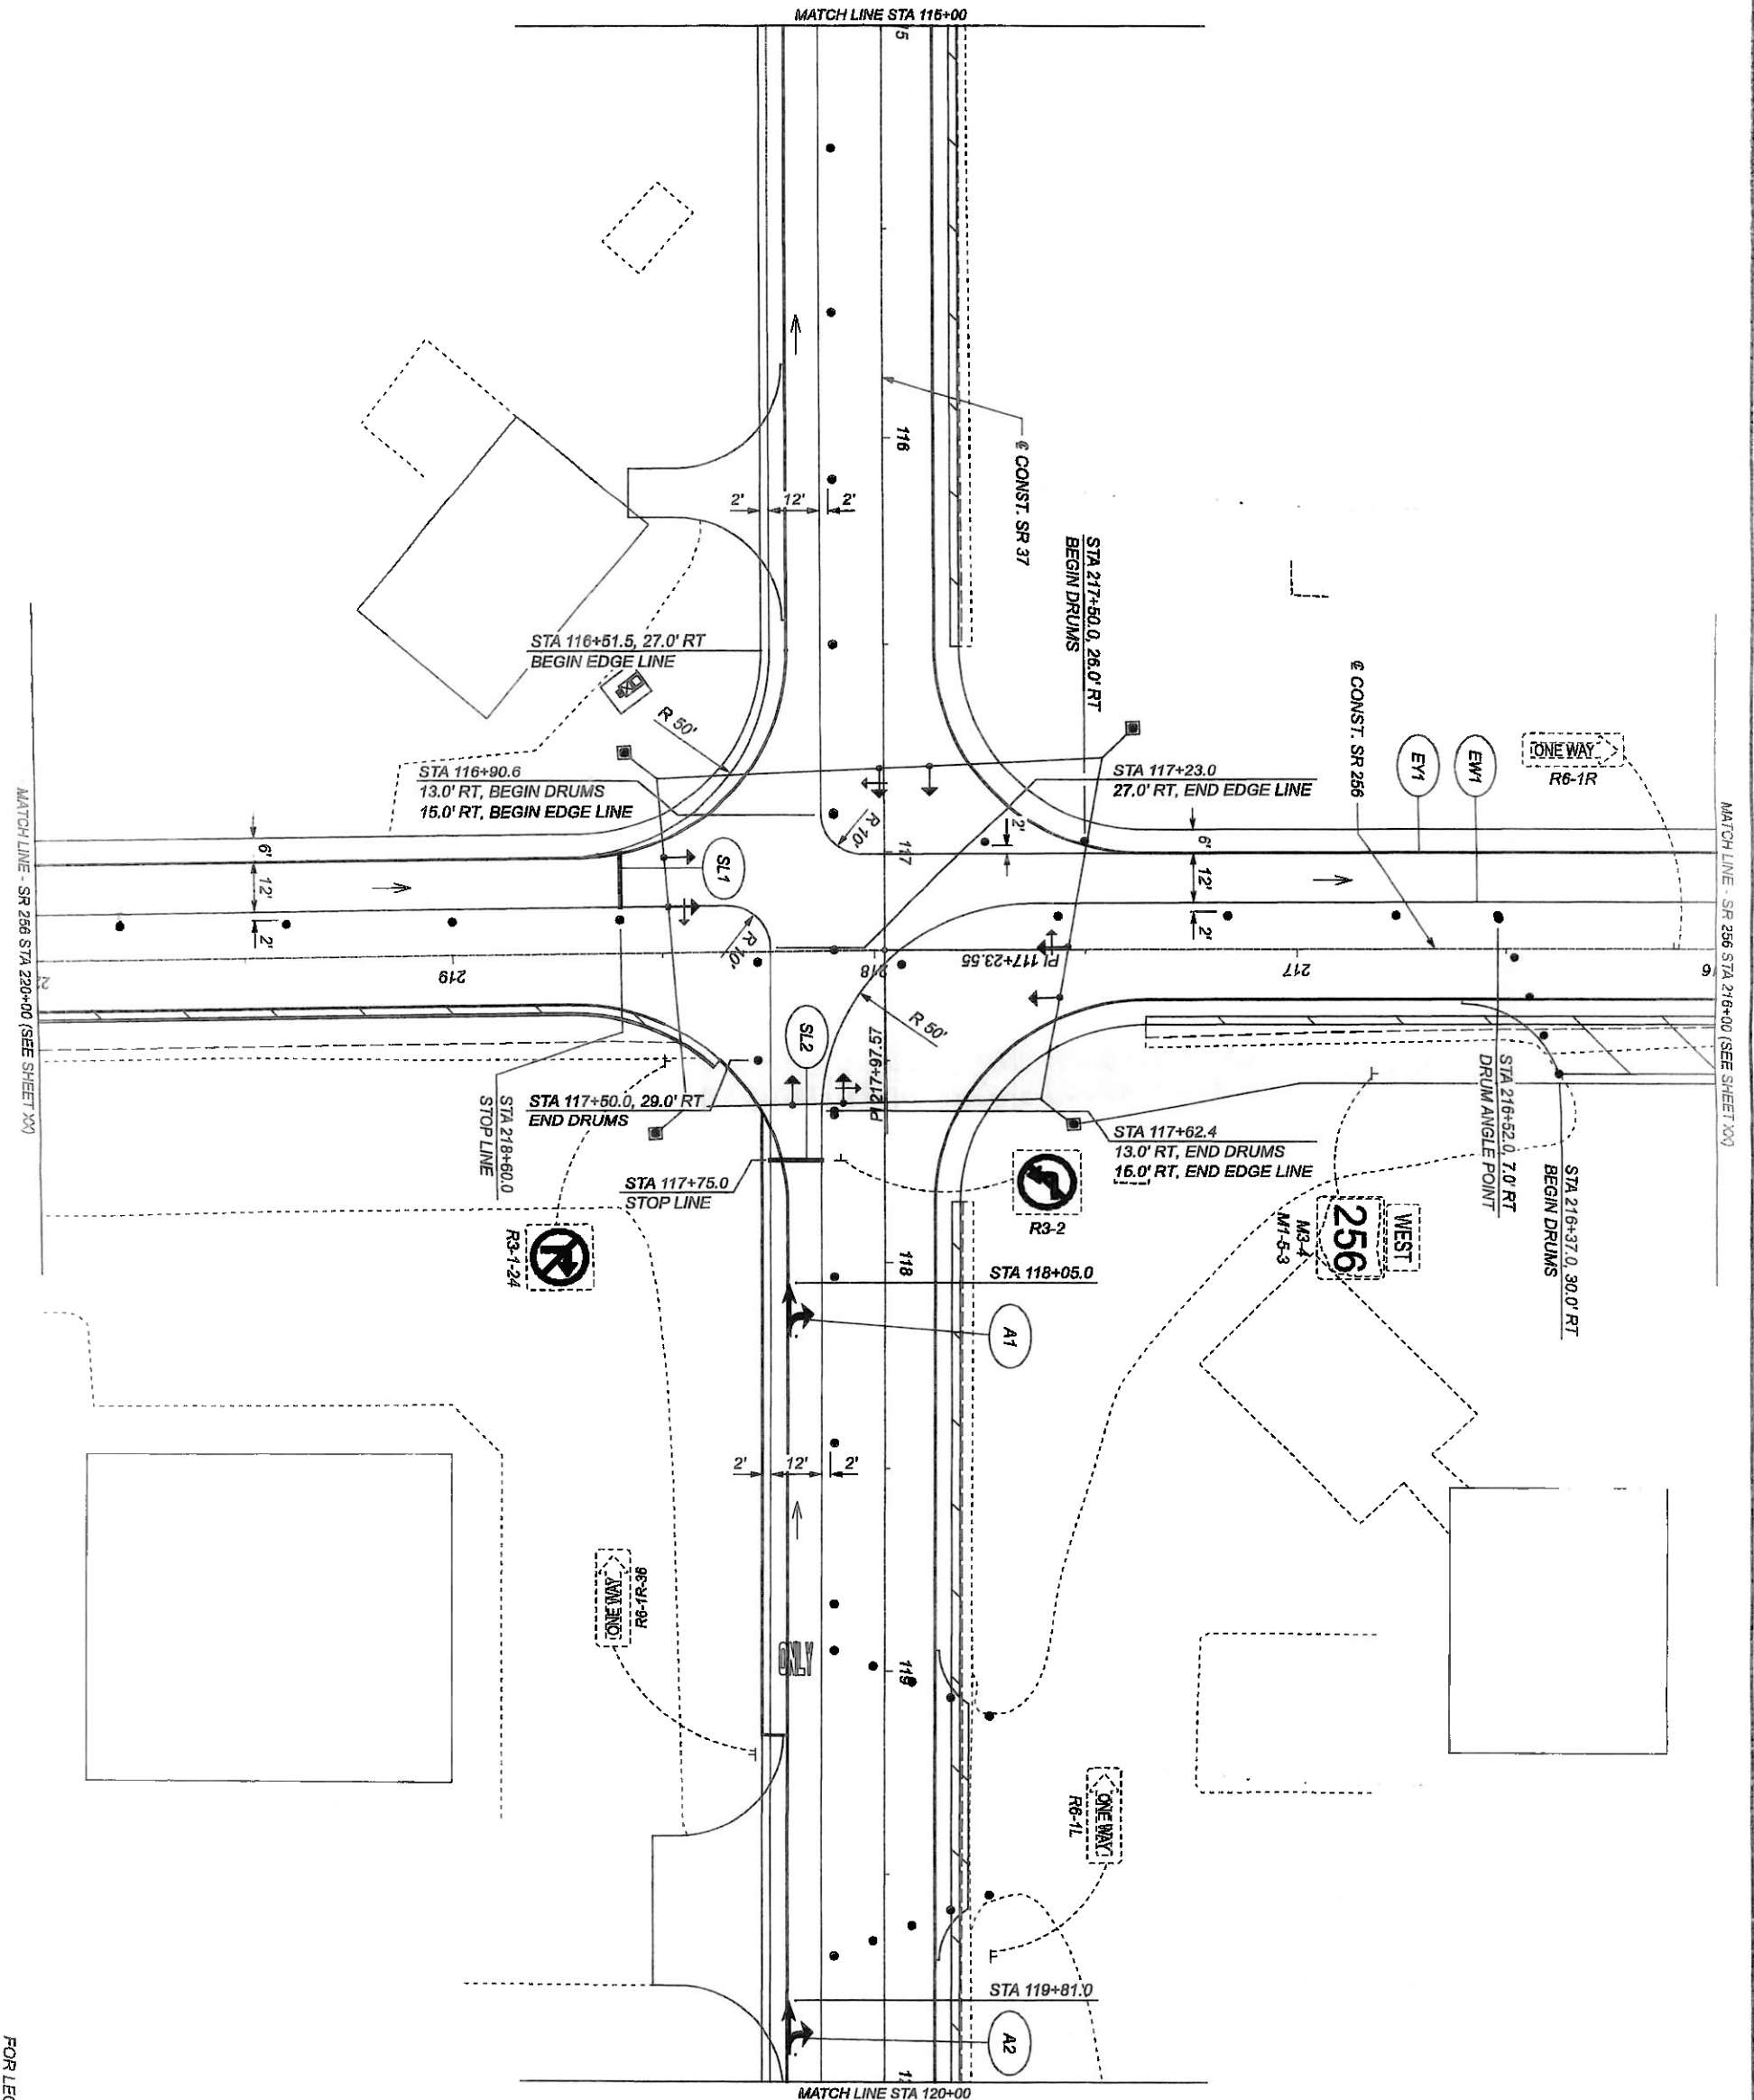 MATCH LINE STA 115+00
116
℄ CONST. SR 37
2' 12' 2'
STA 217+50.0, 26.0' RT
BEGIN DRUMS
℄ CONST. SR 256
EY1
EW1
ONE WAY
R6-1R
MATCH LINE - SR 256 STA 216+00 (SEE SHEET XX)
STA 116+51.5, 27.0' RT
BEGIN EDGE LINE
R 50'
STA 116+90.6
13.0' RT, BEGIN DRUMS
15.0' RT, BEGIN EDGE LINE
STA 117+23.0
27.0' RT, END EDGE LINE
R 10'
2'
117
SL1
6'
12'
2'
6'
12'
2'
MATCH LINE - SR 256 STA 220+00 (SEE SHEET XX)
R 10'
219
218
PI 117+23.55
217
R 50'
SL2
PI 217+97.57
STA 117+50.0, 29.0' RT
END DRUMS
STA 218+60.0
STOP LINE
STA 117+75.0
STOP LINE
STA 117+62.4
13.0' RT, END DRUMS
15.0' RT, END EDGE LINE
STA 216+52.0, 7.0' RT
DRUM ANGLE POINT
STA 216+37.0, 30.0' RT
BEGIN DRUMS
R3-2
R3-1-24
WEST
256
M3-4
M1-5-3
118
STA 118+05.0
A1
2' 12' 2'
ONE WAY
R6-1R-36
ONLY
119
ONE WAY
R6-1L
STA 119+81.0
A2
MATCH LINE STA 120+00